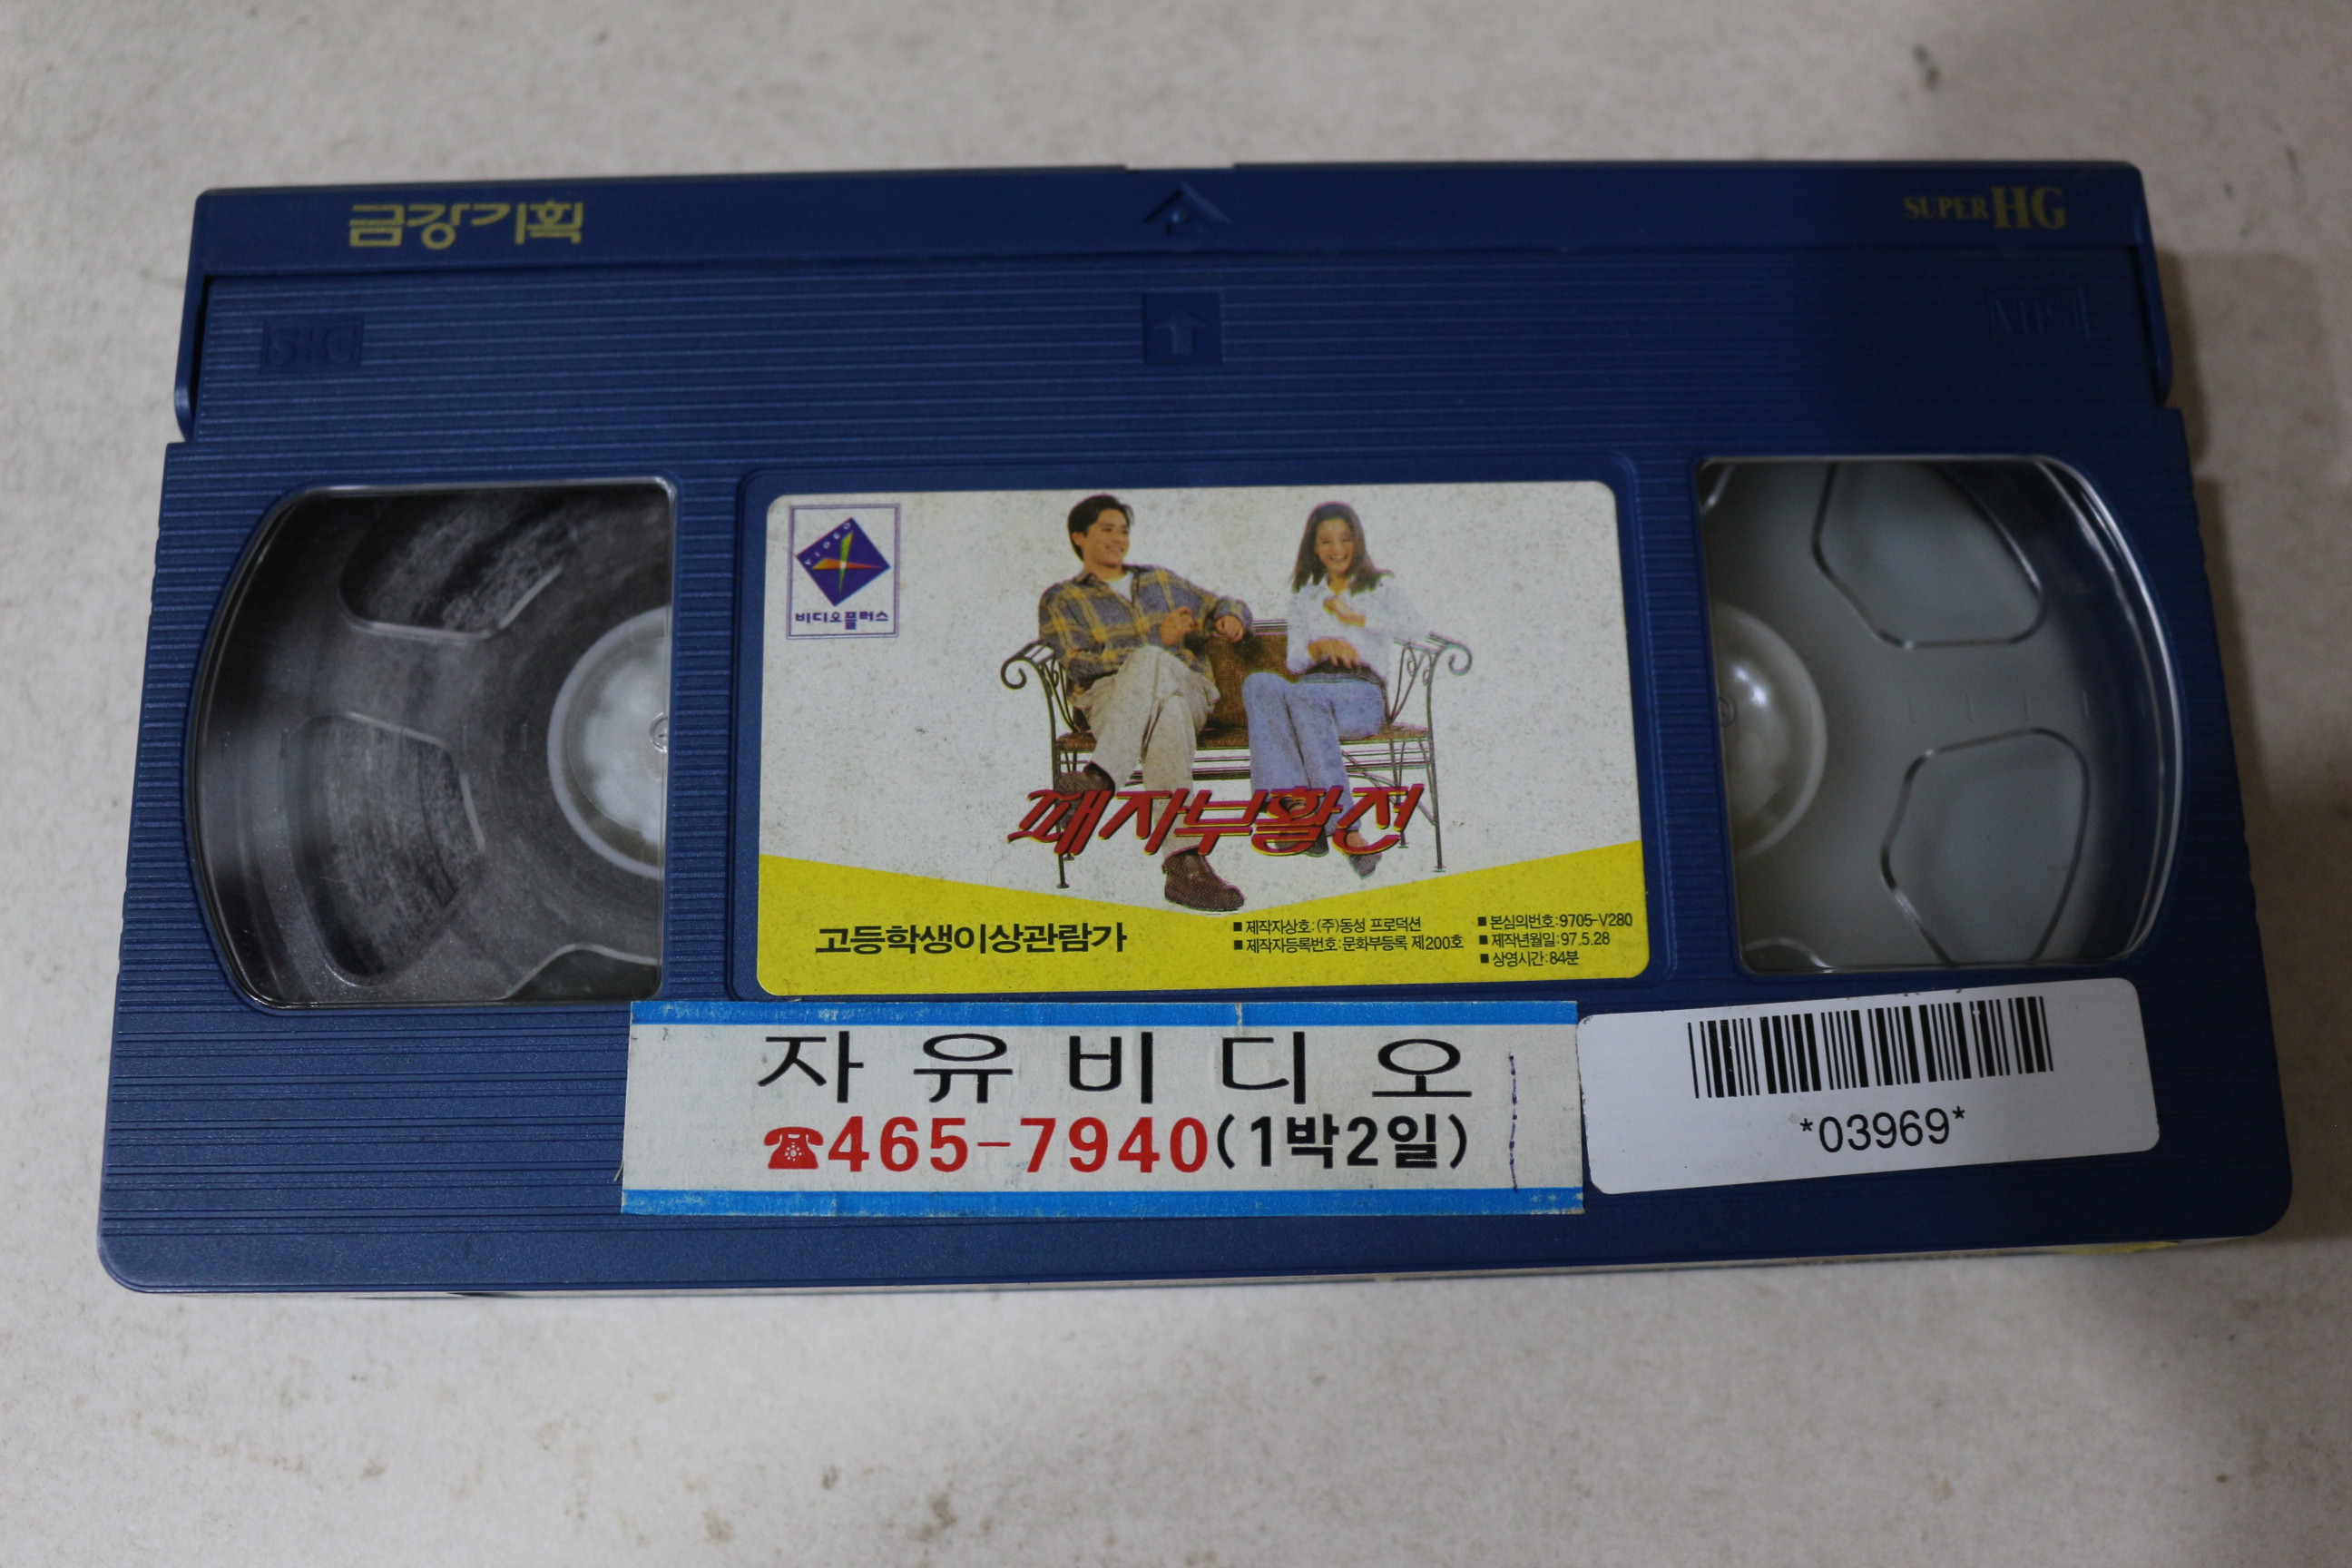 금강기획
SUPER HG
SKC
VHS
VIDEO
비디오플러스
패자부활전
고등학생이상관람가
■ 제작자상호:(주)동성 프로덕션
■ 제작자등록번호:문화부등록 제200호
■ 본심의번호:9705-V280
■ 제작년월일:97.5.28
■ 상영시간:84분
자유비디오
☎465-7940(1박2일)
*03969*